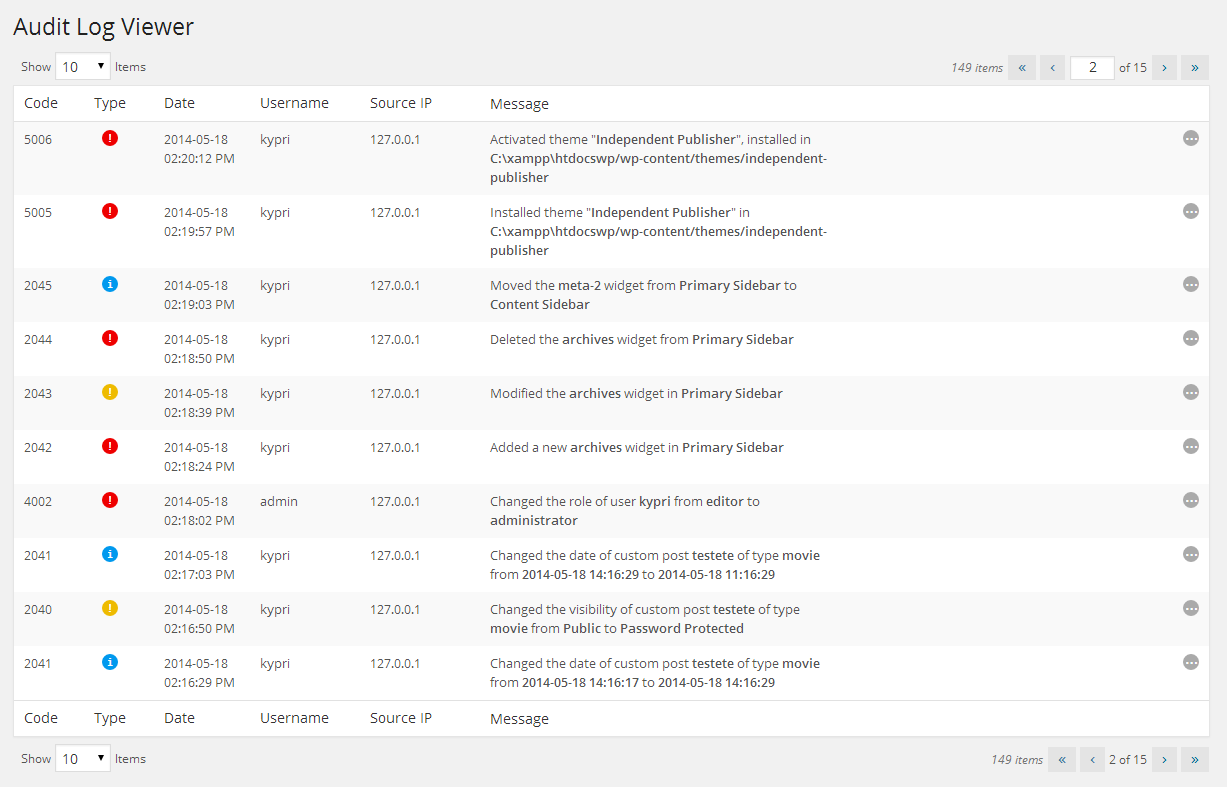 Audit Log Viewer
Show 10 Items 149 items « ‹ 2 of 15 › »
Code Type Date Username Source IP Message
5006 ! 2014-05-18 kypri 127.0.0.1 Activated theme "Independent Publisher", installed in
02:20:12 PM C:\xampp\htdocswp/wp-content/themes/independent-
publisher
5005 ! 2014-05-18 kypri 127.0.0.1 Installed theme "Independent Publisher" in
02:19:57 PM C:\xampp\htdocswp/wp-content/themes/independent-
publisher
2045 i 2014-05-18 kypri 127.0.0.1 Moved the meta-2 widget from Primary Sidebar to
02:19:03 PM Content Sidebar
2044 ! 2014-05-18 kypri 127.0.0.1 Deleted the archives widget from Primary Sidebar
02:18:50 PM
2043 ! 2014-05-18 kypri 127.0.0.1 Modified the archives widget in Primary Sidebar
02:18:39 PM
2042 ! 2014-05-18 kypri 127.0.0.1 Added a new archives widget in Primary Sidebar
02:18:24 PM
4002 ! 2014-05-18 admin 127.0.0.1 Changed the role of user kypri from editor to
02:18:02 PM administrator
2041 i 2014-05-18 kypri 127.0.0.1 Changed the date of custom post testete of type movie
02:17:03 PM from 2014-05-18 14:16:29 to 2014-05-18 11:16:29
2040 ! 2014-05-18 kypri 127.0.0.1 Changed the visibility of custom post testete of type
02:16:50 PM movie from Public to Password Protected
2041 i 2014-05-18 kypri 127.0.0.1 Changed the date of custom post testete of type movie
02:16:29 PM from 2014-05-18 14:16:17 to 2014-05-18 14:16:29
Code Type Date Username Source IP Message
Show 10 Items 149 items « ‹ 2 of 15 › »